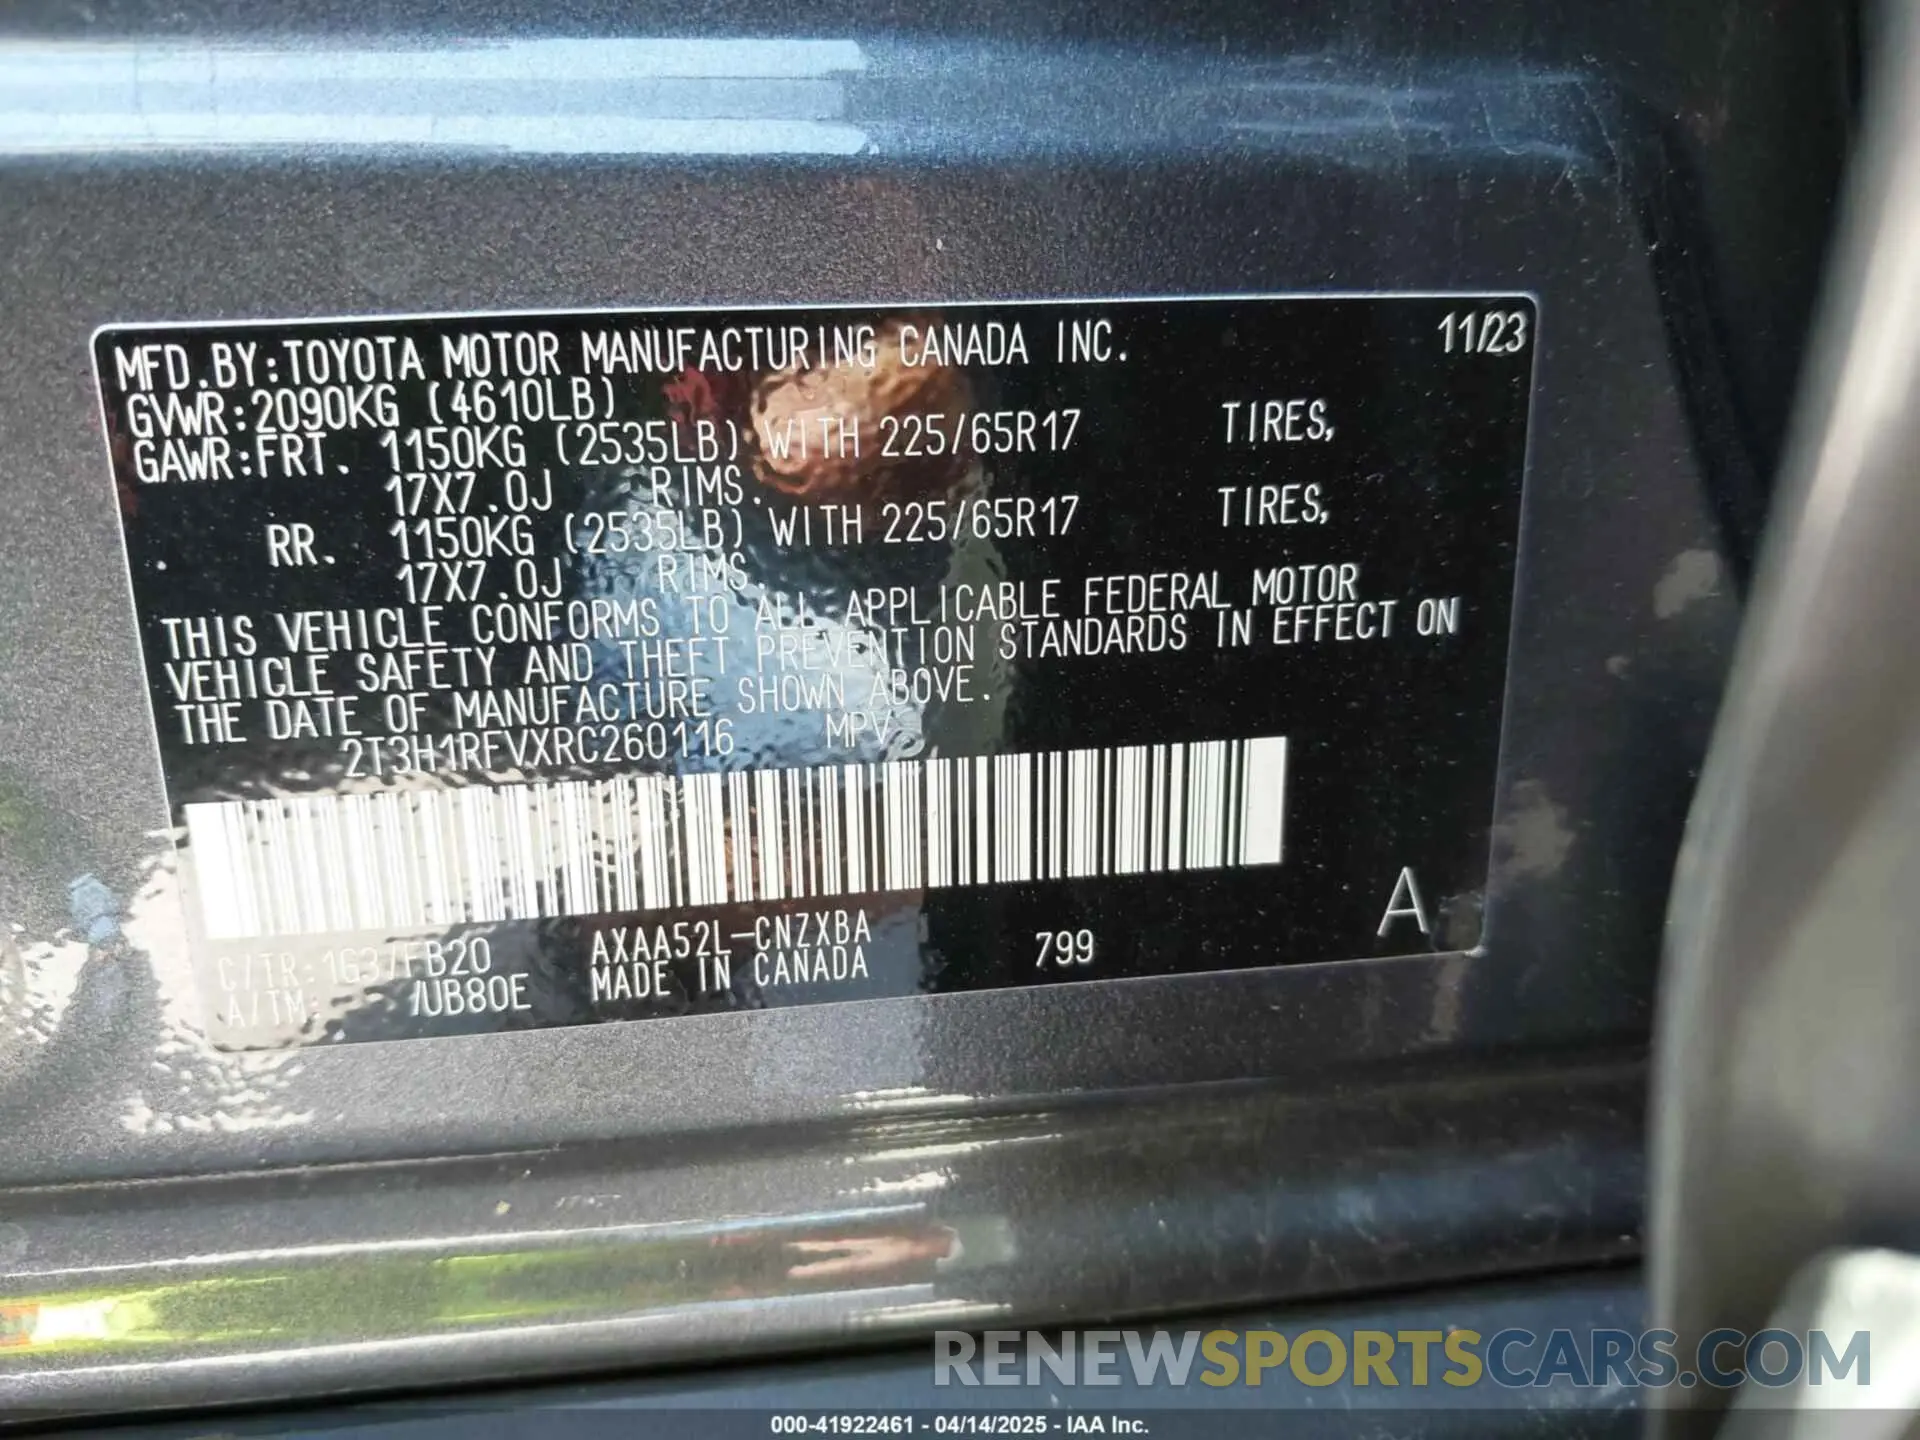 MFD.BY:TOYOTA MOTOR MANUFACTURING CANADA INC. 11/23
GVWR:2090KG (4610LB)
GAWR:FRT. 1150KG (2535LB) WITH 225/65R17 TIRES,
17X7.0J RIMS.
RR. 1150KG (2535LB) WITH 225/65R17 TIRES,
17X7.0J RIMS.
THIS VEHICLE CONFORMS TO ALL APPLICABLE FEDERAL MOTOR
VEHICLE SAFETY AND THEFT PREVENTION STANDARDS IN EFFECT ON
THE DATE OF MANUFACTURE SHOWN ABOVE.
2T3H1RFVXRC260116 MPV
A
C/TR:1G37FB20 AXAA52L-CNZXBA 799
A/TM: /UB80E MADE IN CANADA
RENEWSPORTSCARS.COM
000-41922461 - 04/14/2025 - IAA Inc.